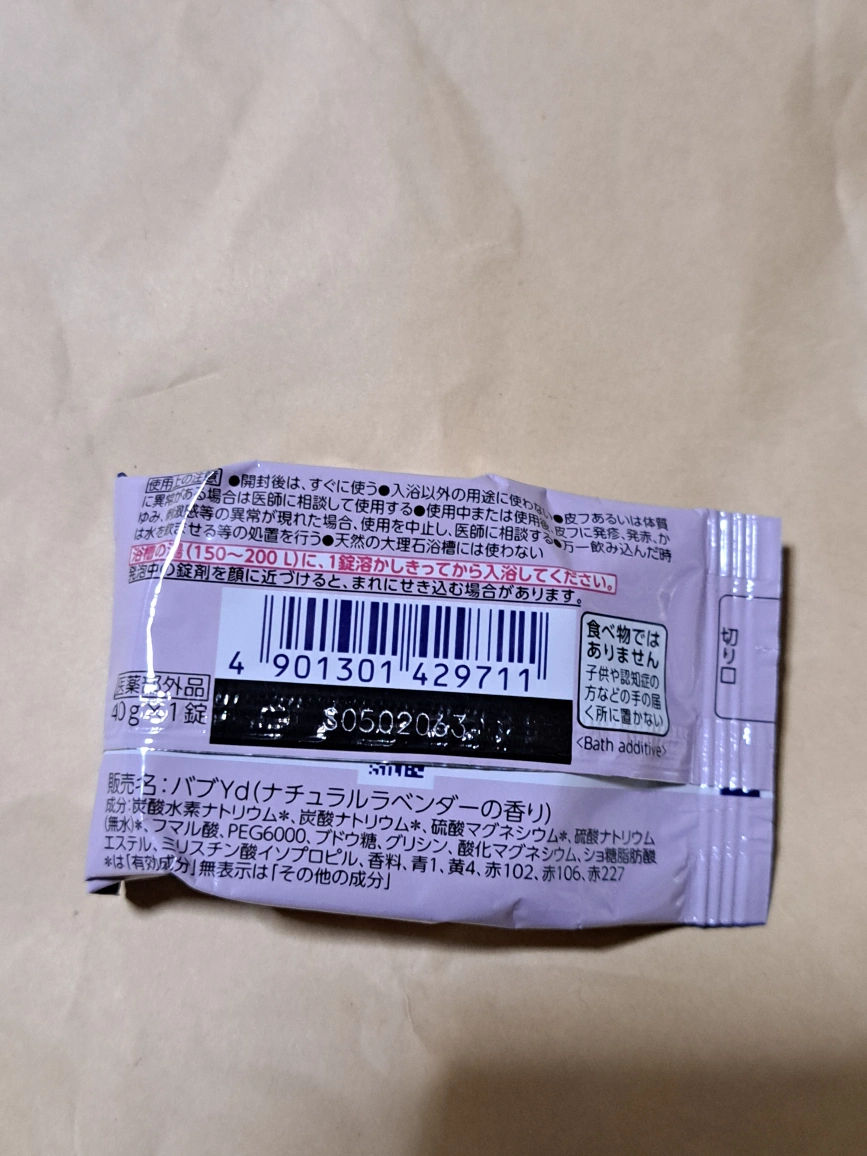 使用上の注意 ●開封後は、すぐに使う●入浴以外の用途に使わない●皮フあるいは体質
に異常がある場合は医師に相談して使用する●使用中または使用後、皮フに発疹、発赤、か
ゆみ、刺激感等の異常が現れた場合、使用を中止し、医師に相談する●万一飲み込んだ時
は水を飲ませる等の処置を行う●天然の大理石浴槽には使わない
浴槽の湯(150〜200 L)に、1錠溶かしきってから入浴してください。
発泡中の錠剤を顔に近づけると、まれにせき込む場合があります。
4 901301 429711
食べ物では
ありません
子供や認知症の
方などの手の届
く所に置かない
切り口
医薬部外品
40g×1錠
S0502063
<Bath additive>
販売名:バブYd(ナチュラルラベンダーの香り)
成分:炭酸水素ナトリウム*、炭酸ナトリウム*、硫酸マグネシウム*、硫酸ナトリウム
(無水)*、フマル酸、PEG6000、ブドウ糖、グリシン、酸化マグネシウム、ショ糖脂肪酸
エステル、ミリスチン酸イソプロピル、香料、青1、黄4、赤102、赤106、赤227
*は「有効成分」無表示は「その他の成分」